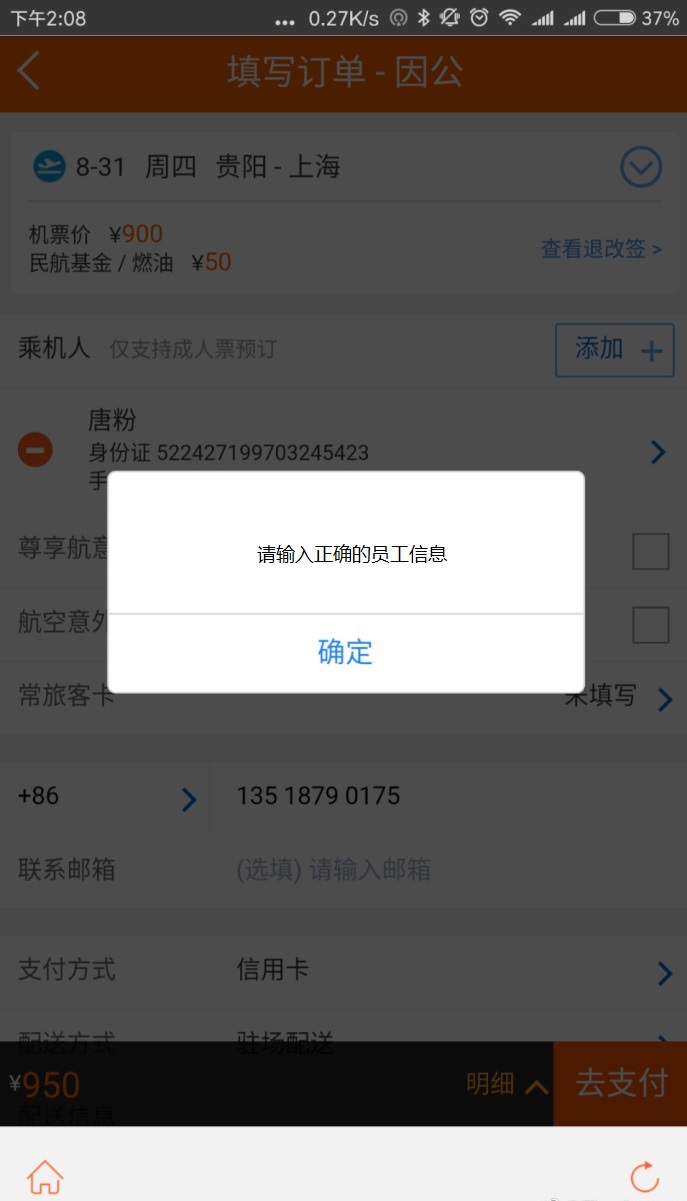 下午2:08 ... 0.27K/s 37%
填写订单 - 因公
8-31 周四 贵阳 - 上海
机票价 ¥900
民航基金 / 燃油 ¥50
查看退改签 >
乘机人 仅支持成人票预订 添加 +
唐粉
身份证 522427199703245423
手
尊享航意
请输入正确的员工信息
航空意外
确定
常旅客卡 未填写
+86 135 1879 0175
联系邮箱 (选填) 请输入邮箱
支付方式 信用卡
配送方式 驻场配送
¥950 明细 去支付
配送信息